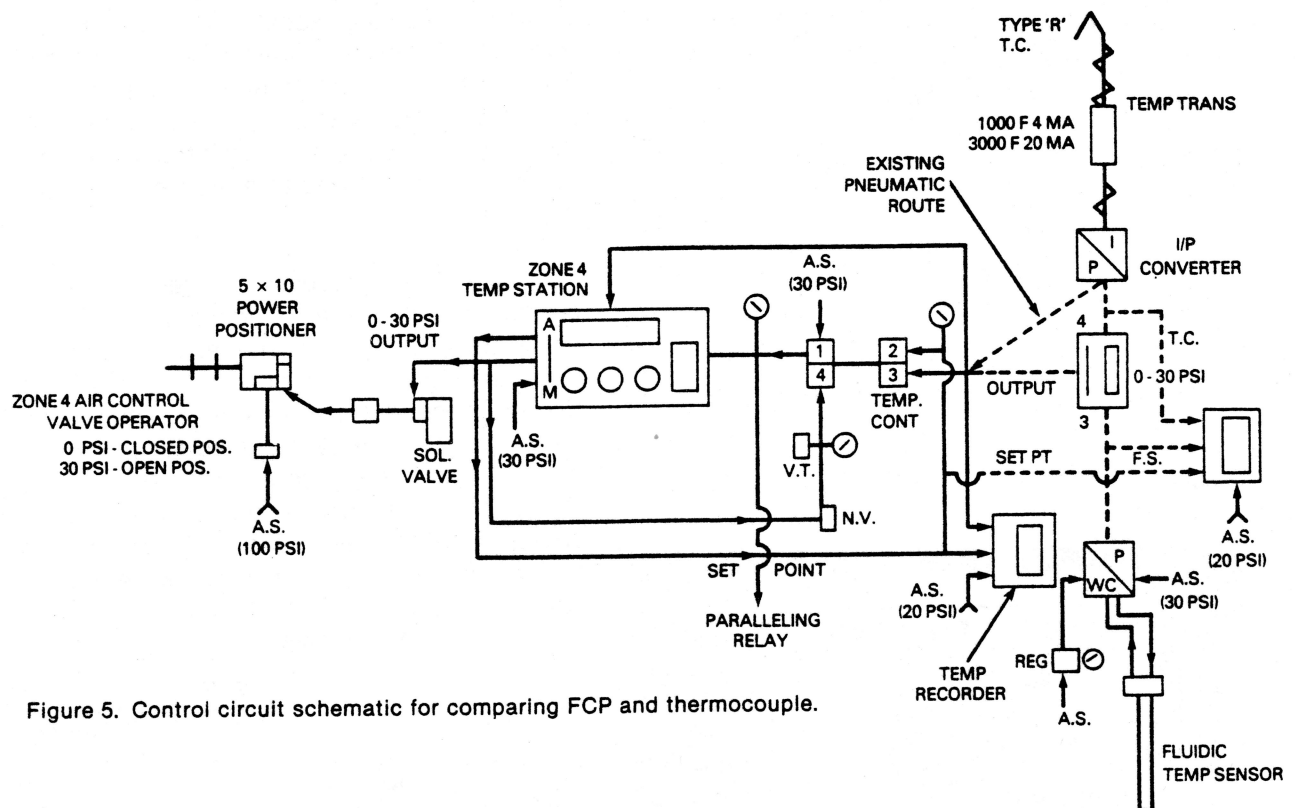 TYPE 'R'
T.C.
TEMP TRANS
1000 F 4 MA
3000 F 20 MA
EXISTING
PNEUMATIC
ROUTE
I
P
I/P
CONVERTER
ZONE 4
TEMP STATION
A.S.
(30 PSI)
5 × 10
POWER
POSITIONER
0 - 30 PSI
OUTPUT
A
M
1
4
2
3
4
T.C.
0 - 30 PSI
OUTPUT
3
TEMP.
CONT
ZONE 4 AIR CONTROL
VALVE OPERATOR
0 PSI - CLOSED POS.
30 PSI - OPEN POS.
SOL.
VALVE
A.S.
(30 PSI)
V.T.
SET PT
F.S.
A.S.
(100 PSI)
N.V.
A.S.
(20 PSI)
SET POINT
A.S.
(20 PSI)
P
WC
A.S.
(30 PSI)
PARALLELING
RELAY
TEMP
RECORDER
REG
A.S.
FLUIDIC
TEMP SENSOR
Figure 5. Control circuit schematic for comparing FCP and thermocouple.